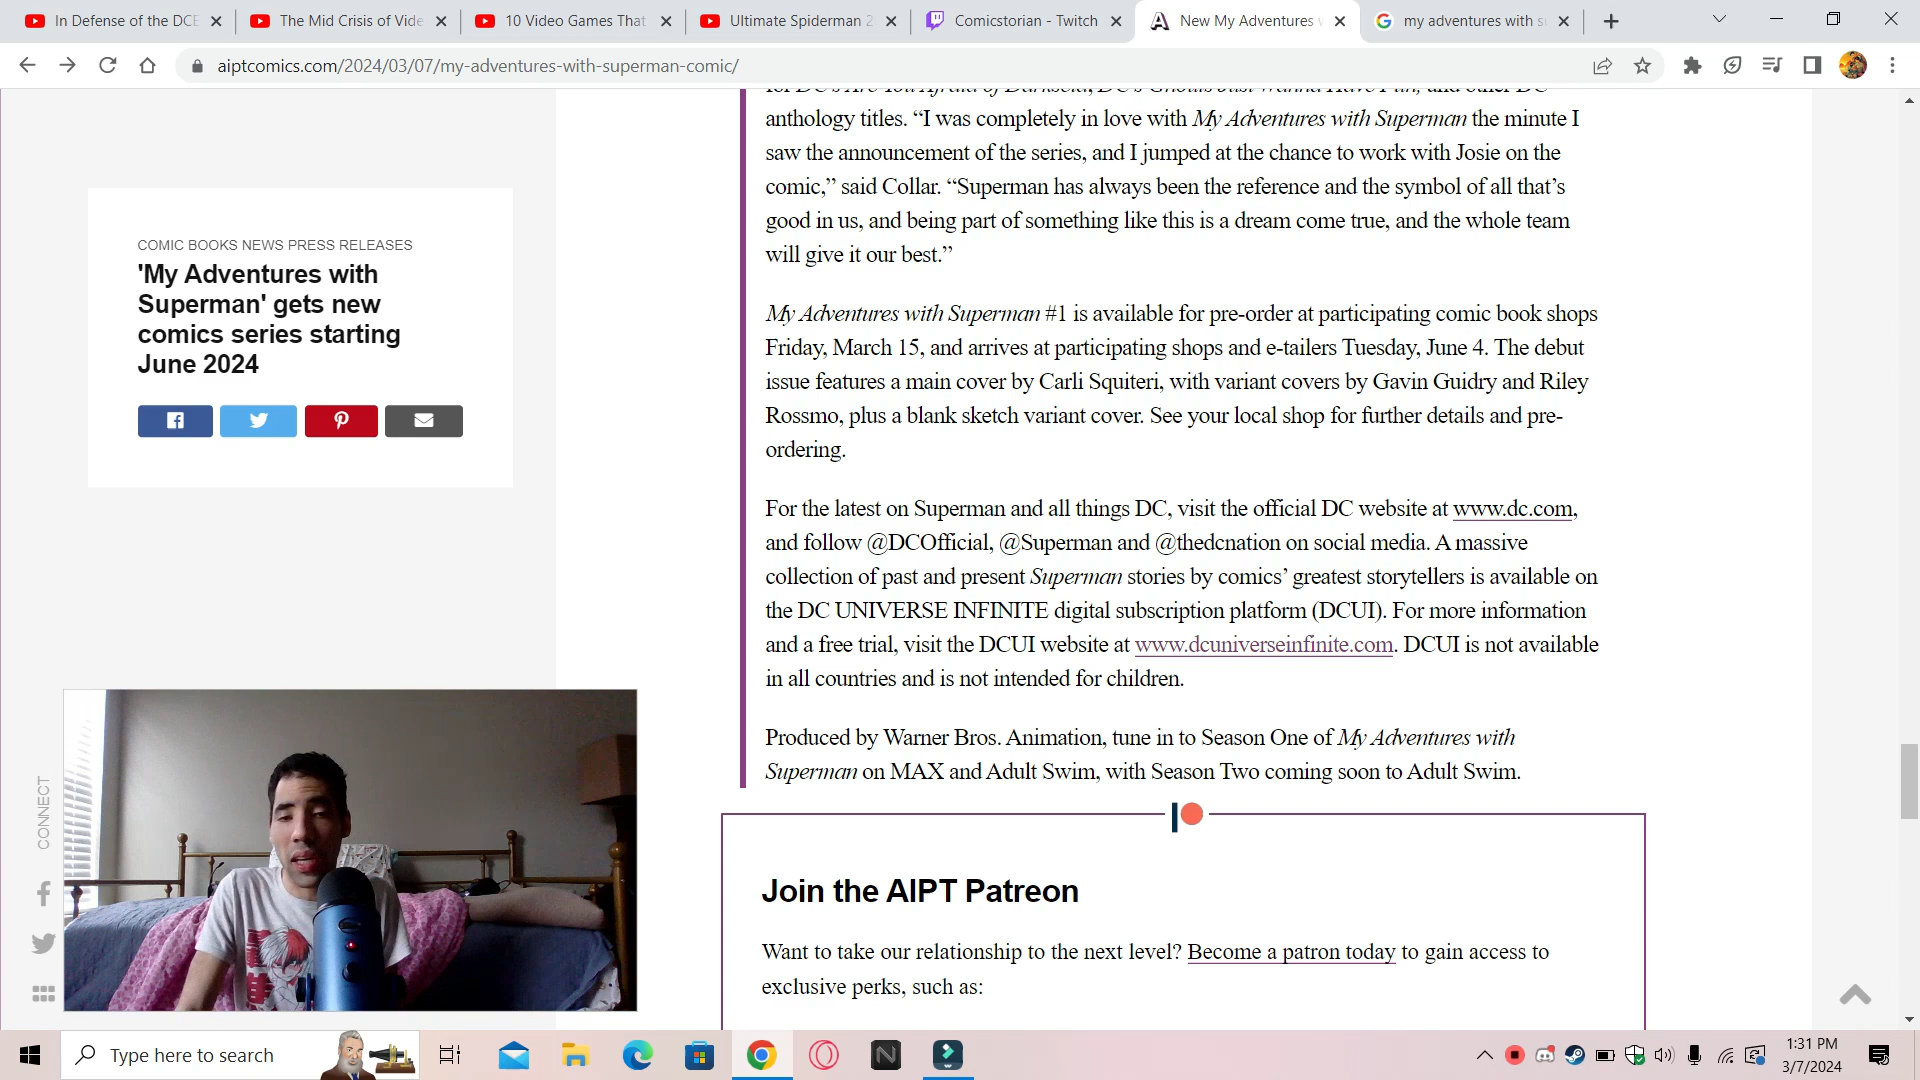 In Defense of the DCE
The Mid Crisis of Vide
10 Video Games That
Ultimate Spiderman 2
Comicstorian - Twitch
New My Adventures
my adventures with s
aiptcomics.com/2024/03/07/my-adventures-with-superman-comic/
COMIC BOOKS NEWS PRESS RELEASES
'My Adventures with
Superman' gets new
comics series starting
June 2024
CONNECT
for DC's Are You Afraid of Darkseid, DC's Ghouls Just Wanna Have Fun, and other DC
anthology titles. “I was completely in love with My Adventures with Superman the minute I
saw the announcement of the series, and I jumped at the chance to work with Josie on the
comic,” said Collar. “Superman has always been the reference and the symbol of all that’s
good in us, and being part of something like this is a dream come true, and the whole team
will give it our best.”
My Adventures with Superman #1 is available for pre-order at participating comic book shops
Friday, March 15, and arrives at participating shops and e-tailers Tuesday, June 4. The debut
issue features a main cover by Carli Squiteri, with variant covers by Gavin Guidry and Riley
Rossmo, plus a blank sketch variant cover. See your local shop for further details and pre-
ordering.
For the latest on Superman and all things DC, visit the official DC website at www.dc.com,
and follow @DCOfficial, @Superman and @thedcnation on social media. A massive
collection of past and present Superman stories by comics’ greatest storytellers is available on
the DC UNIVERSE INFINITE digital subscription platform (DCUI). For more information
and a free trial, visit the DCUI website at www.dcuniverseinfinite.com. DCUI is not available
in all countries and is not intended for children.
Produced by Warner Bros. Animation, tune in to Season One of My Adventures with
Superman on MAX and Adult Swim, with Season Two coming soon to Adult Swim.
Join the AIPT Patreon
Want to take our relationship to the next level? Become a patron today to gain access to
exclusive perks, such as:
Type here to search
1:31 PM
3/7/2024